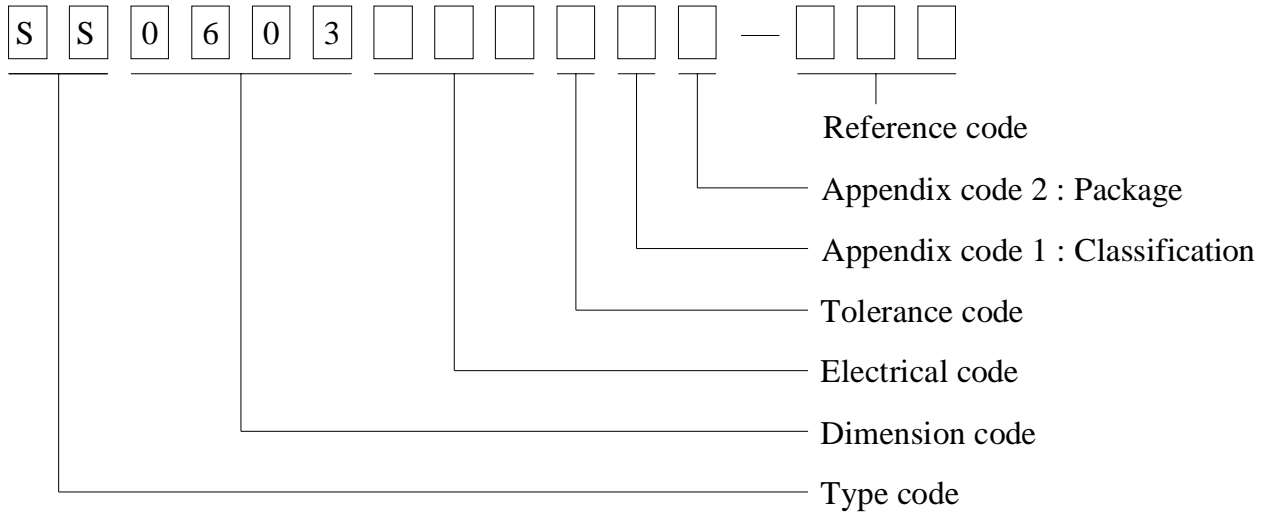 S S 0 6 0 3 —
Reference code
Appendix code 2 : Package
Appendix code 1 : Classification
Tolerance code
Electrical code
Dimension code
Type code